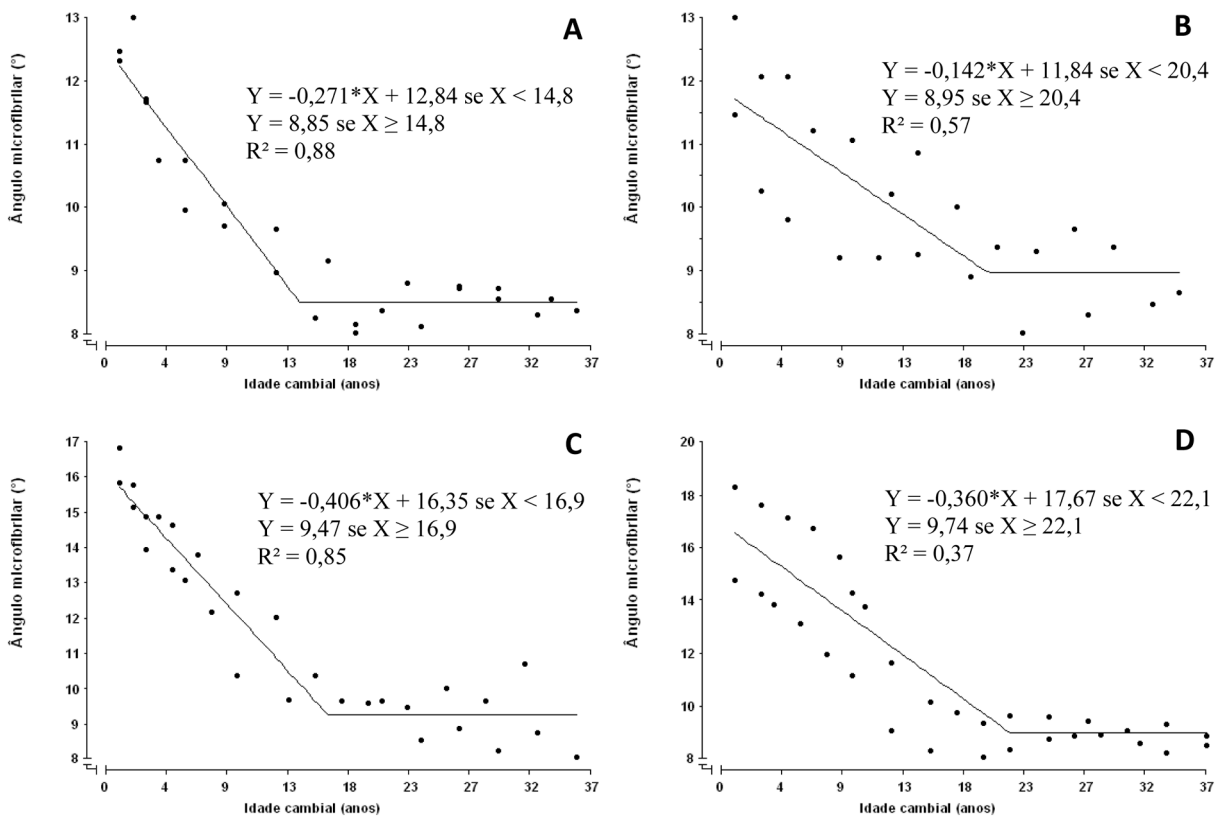 A
Y = -0,271*X + 12,84 se X < 14,8
Y = 8,85 se X ≥ 14,8
R² = 0,88
Ângulo microfibrilar (°)
13
12
11
10
9
8
0 4 9 13 18 23 27 32 37
Idade cambial (anos)
B
Y = -0,142*X + 11,84 se X < 20,4
Y = 8,95 se X ≥ 20,4
R² = 0,57
Ângulo microfibrilar (°)
13
12
11
10
9
8
0 4 9 13 18 23 27 32 37
Idade cambial (anos)
C
Y = -0,406*X + 16,35 se X < 16,9
Y = 9,47 se X ≥ 16,9
R² = 0,85
Ângulo microfibrilar (°)
17
16
15
14
13
12
11
10
9
8
0 4 9 13 18 23 27 32 37
Idade cambial (anos)
D
Y = -0,360*X + 17,67 se X < 22,1
Y = 9,74 se X ≥ 22,1
R² = 0,37
Ângulo microfibrilar (°)
20
18
16
14
12
10
8
0 4 9 13 18 23 27 32 37
Idade cambial (anos)